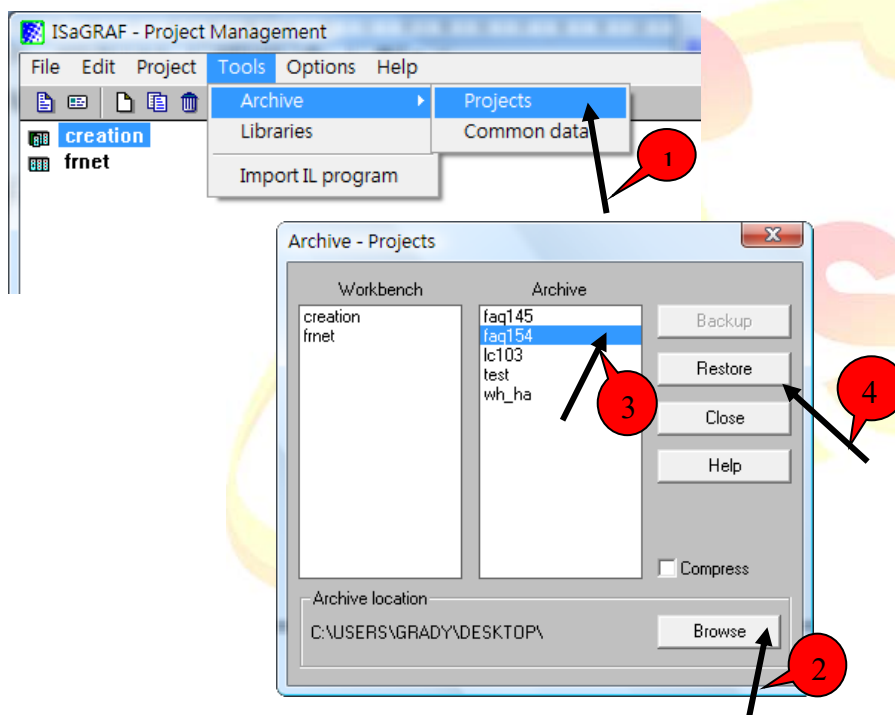 ISaGRAF - Project Management
File Edit Project Tools Options Help
Archive
Projects
Libraries
Common data
Import IL program
creation
frnet
1
Archive - Projects
Workbench
Archive
creation
frnet
faq145
faq154
lc103
test
wh_ha
Backup
Restore
Close
Help
3
4
Compress
Archive location
C:\USERS\GRADY\DESKTOP\
Browse
2